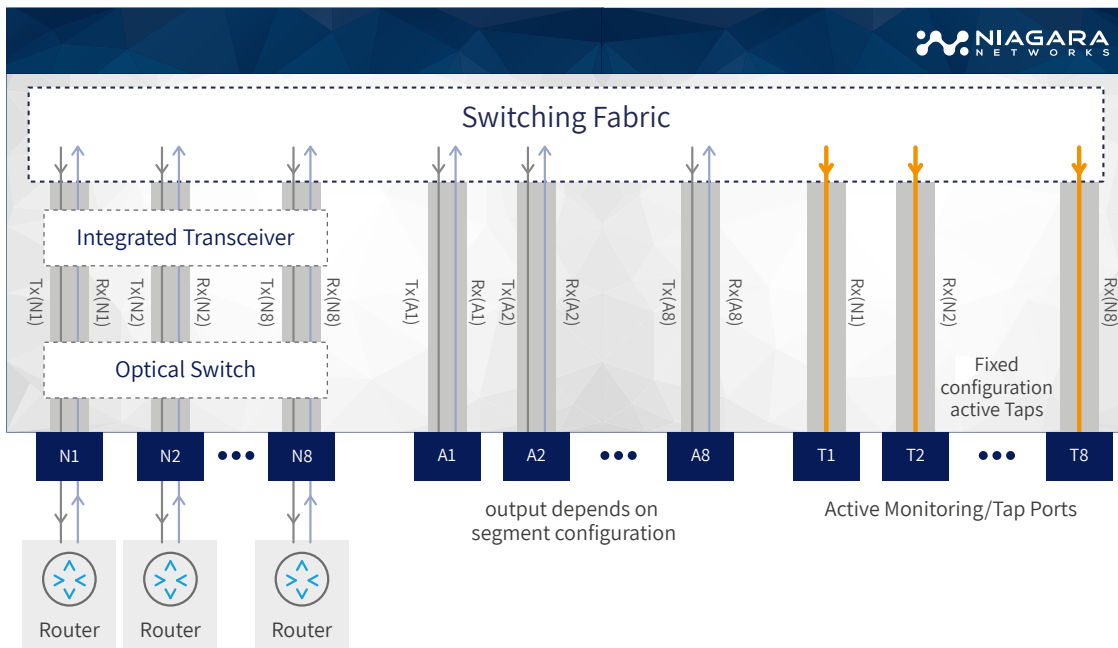 NIAGARA
NETWORKS
Switching Fabric
Integrated Transceiver
Tx(N1)
Rx(N1)
Tx(N2)
Rx(N2)
Tx(N8)
Rx(N8)
Tx(A1)
Rx(A1)
Tx(A2)
Rx(A2)
Tx(A8)
Rx(A8)
Rx(N1)
Rx(N2)
Rx(N8)
Optical Switch
Fixed
configuration
active Taps
N1
N2
N8
A1
A2
A8
T1
T2
T8
output depends on
segment configuration
Active Monitoring/Tap Ports
Router
Router
Router